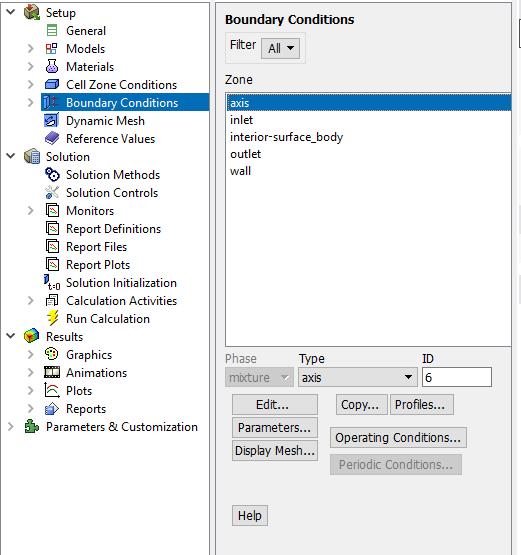 Setup
General
Models
Materials
Cell Zone Conditions
Boundary Conditions
Dynamic Mesh
Reference Values
Solution
Solution Methods
Solution Controls
Monitors
Report Definitions
Report Files
Report Plots
Solution Initialization
Calculation Activities
Run Calculation
Results
Graphics
Animations
Plots
Reports
Parameters & Customization
Boundary Conditions
Filter All
Zone
axis
inlet
interior-surface_body
outlet
wall
Phase Type ID
mixture axis 6
Edit... Copy... Profiles...
Parameters... Operating Conditions...
Display Mesh... Periodic Conditions...
Help